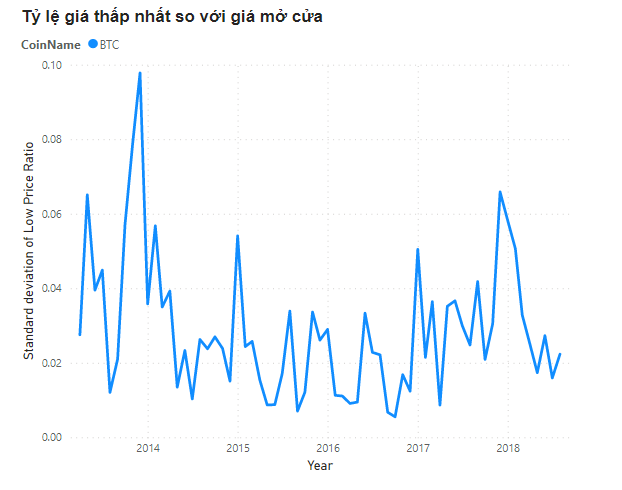 Tỷ lệ giá thấp nhất so với giá mở cửa
CoinName BTC
Standard deviation of Low Price Ratio
0.10
0.08
0.06
0.04
0.02
0.00
2014 2015 2016 2017 2018
Year